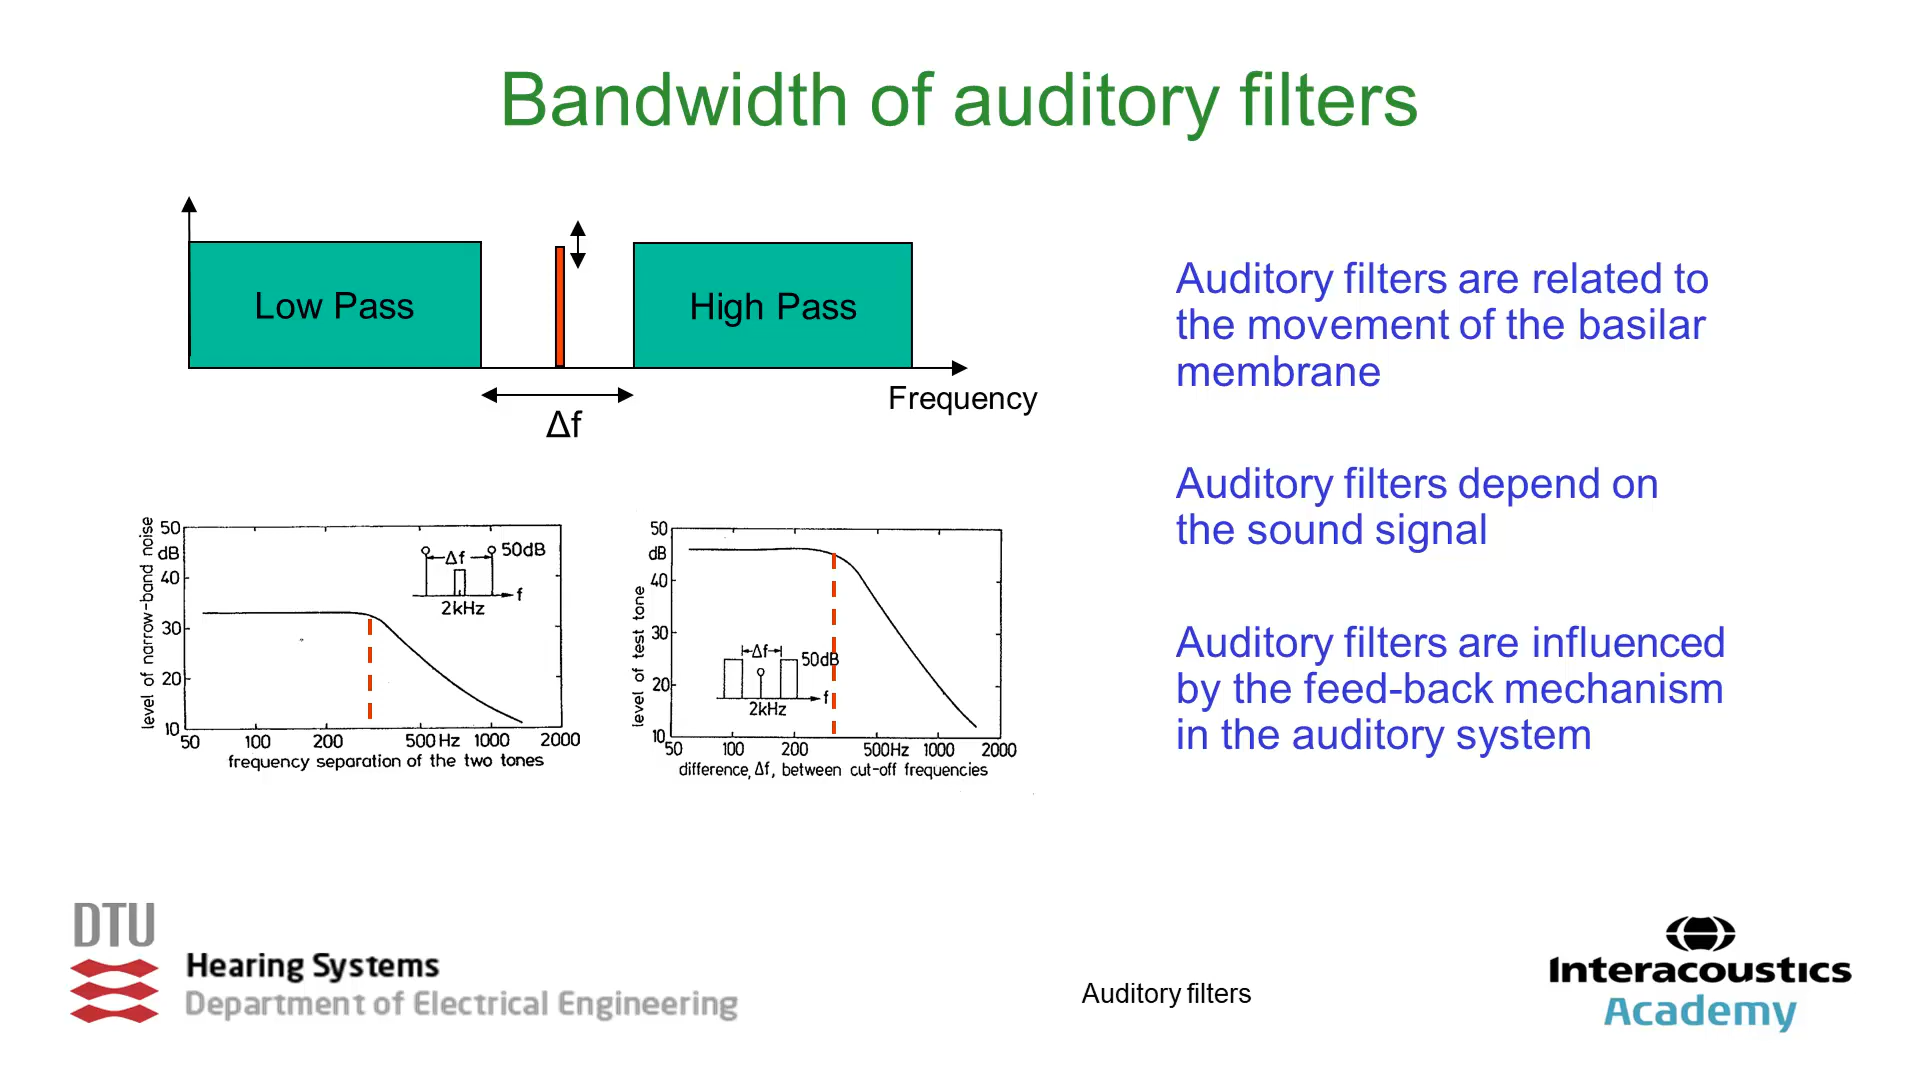 Bandwidth of auditory filters
Low Pass
High Pass
Frequency
Δf
Auditory filters are related to
the movement of the basilar
membrane
Auditory filters depend on
the sound signal
Auditory filters are influenced
by the feed-back mechanism
in the auditory system
level of narrow-band noise
50
dB
40
30
20
10
Δf
50dB
f
2kHz
50 100 200 500Hz 1000 2000
frequency separation of the two tones
level of test tone
50
dB
40
30
20
10
Δf
50dB
f
2kHz
50 100 200 500Hz 1000 2000
difference, Δf, between cut-off frequencies
DTU
Hearing Systems
Department of Electrical Engineering
Auditory filters
Interacoustics
Academy